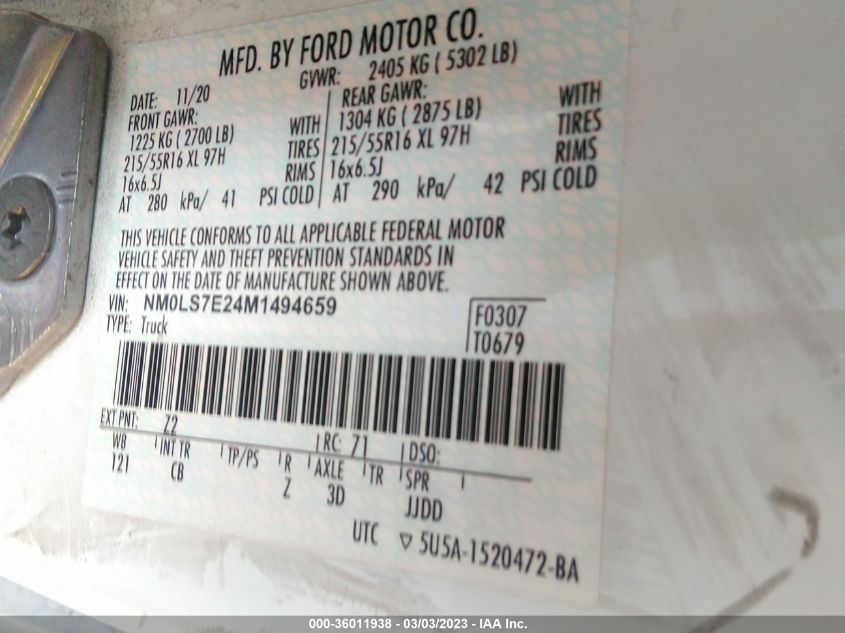 MFD. BY FORD MOTOR CO.
GVWR: 2405 KG ( 5302 LB)
DATE: 11/20
FRONT GAWR:
1225 KG ( 2700 LB) WITH
215/55R16 XL 97H TIRES
16x6.5J RIMS
AT 280 kPa/ 41 PSI COLD
REAR GAWR: WITH
1304 KG ( 2875 LB) TIRES
215/55R16 XL 97H RIMS
16x6.5J
AT 290 kPa/ 42 PSI COLD
THIS VEHICLE CONFORMS TO ALL APPLICABLE FEDERAL MOTOR
VEHICLE SAFETY AND THEFT PREVENTION STANDARDS IN
EFFECT ON THE DATE OF MANUFACTURE SHOWN ABOVE.
VIN: NM0LS7E24M1494659
TYPE: Truck
F0307
T0679
EXT PNT: Z2 RC: 71 DSO:
WB INT TR TP/PS R AXLE TR SPR
121 CB Z 3D JJDD
UTC ▽ 5U5A-1520472-BA
000-36011938 - 03/03/2023 - IAA Inc.